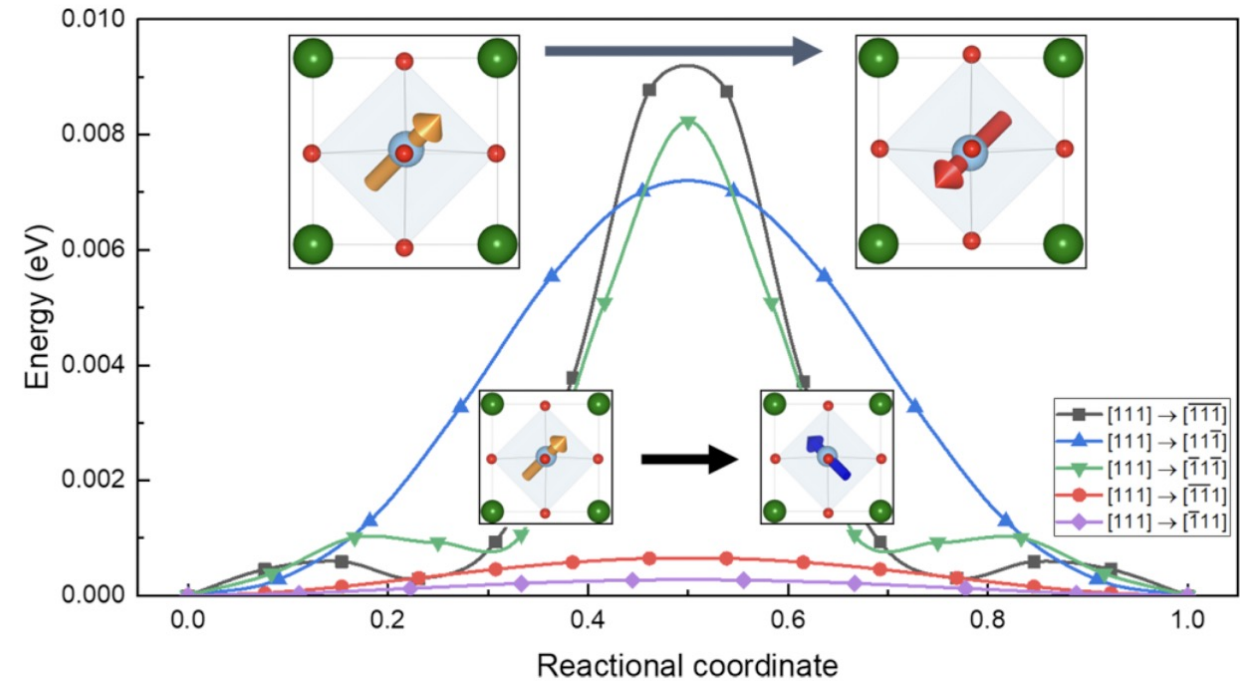 0.010
0.008
0.006
0.004
0.002
0.000
Energy (eV)
0.0 0.2 0.4 0.6 0.8 1.0
Reactional coordinate
[111] → [1̅1̅1̅]
[111] → [111̅]
[111] → [1̅11̅]
[111] → [1̅1̅1]
[111] → [1̅11]